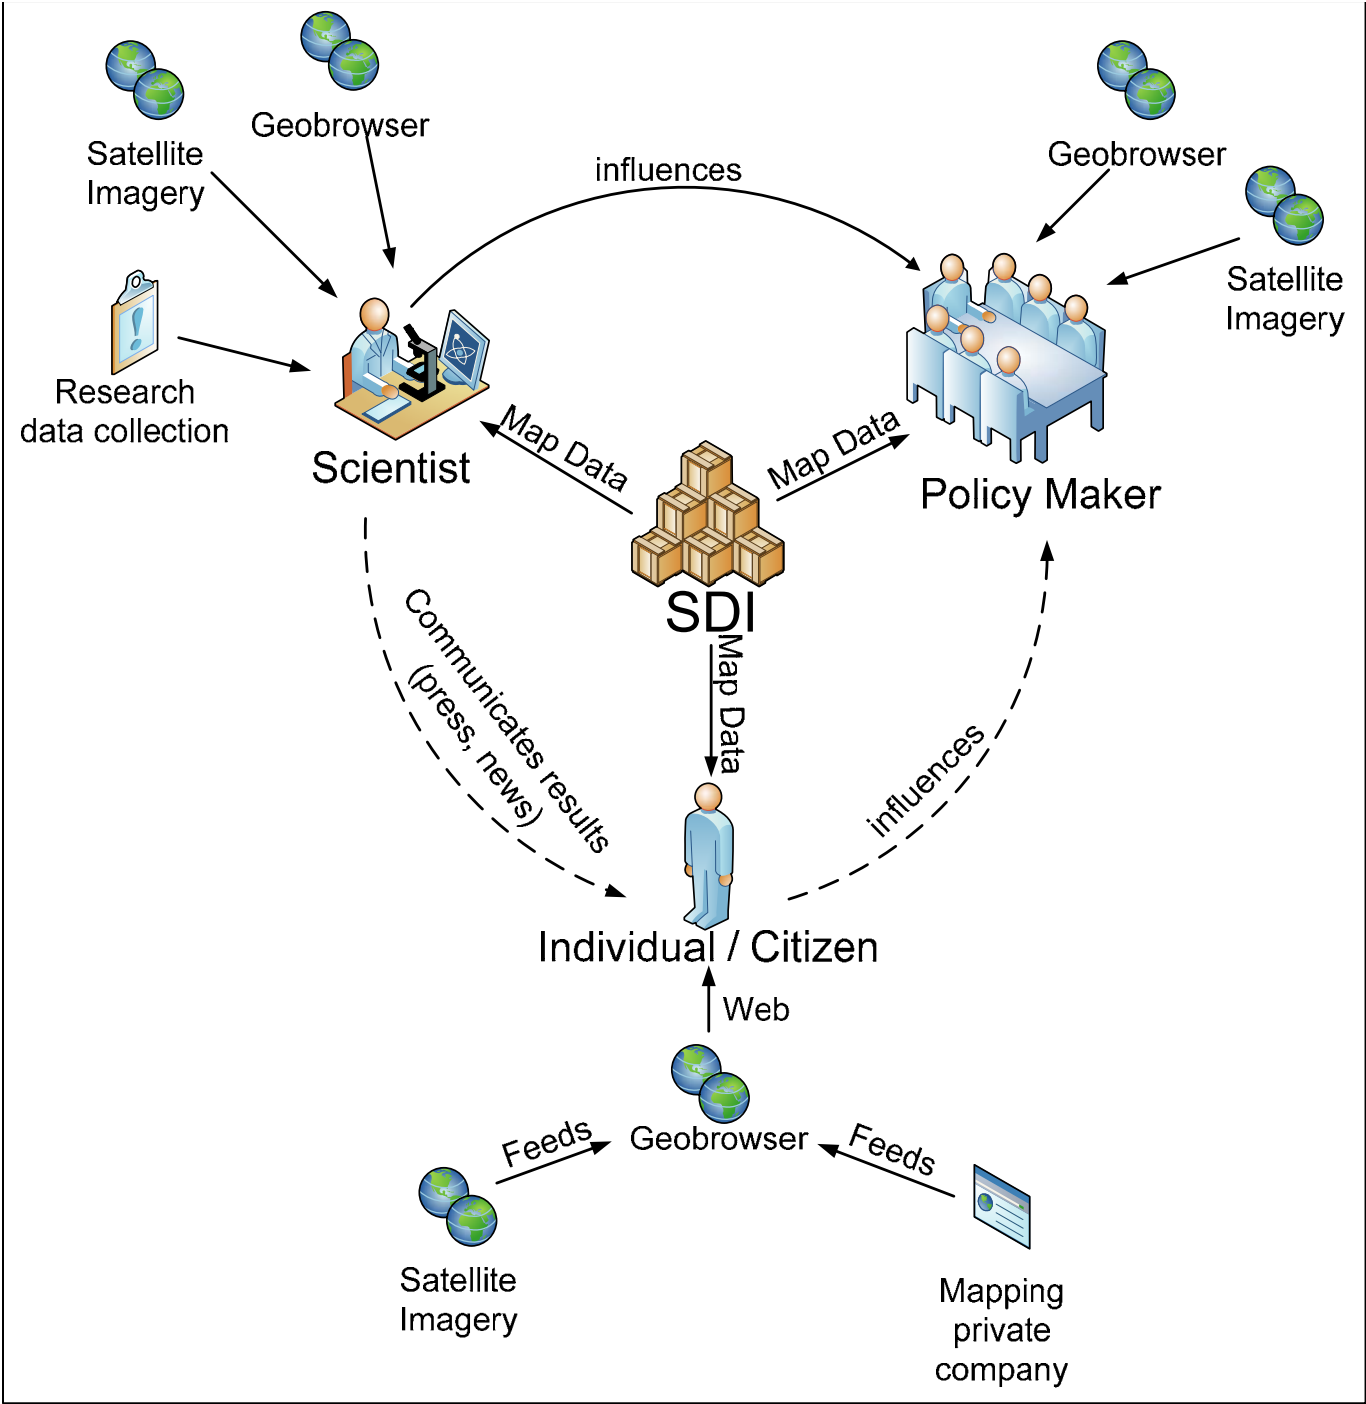 Geobrowser
Satellite
Imagery
Geobrowser
influences
Satellite
Imagery
Research
data collection
Map Data
Scientist
Map Data
Policy Maker
SDI
Map Data
Communicates results
(press, news)
influences
Individual / Citizen
Web
Geobrowser
Feeds
Feeds
Satellite
Imagery
Mapping
private
company